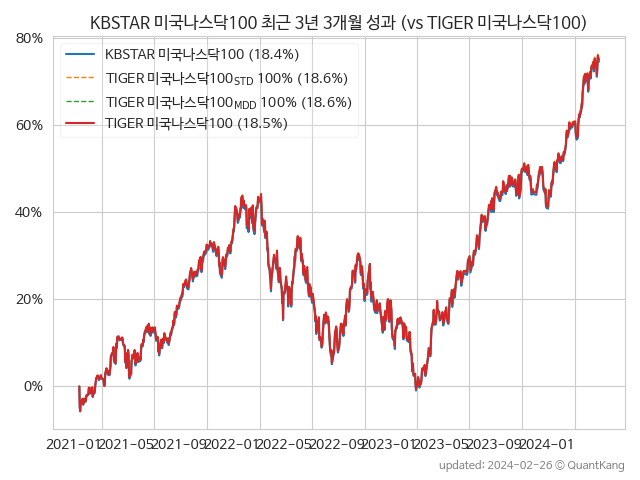 KBSTAR 미국나스닥100 최근 3년 3개월 성과 (vs TIGER 미국나스닥100)
80%
KBSTAR 미국나스닥100 (18.4%)
TIGER 미국나스닥100STD 100% (18.6%)
TIGER 미국나스닥100MDD 100% (18.6%)
TIGER 미국나스닥100 (18.5%)
60%
40%
20%
0%
2021-01 2021-05 2021-09 2022-01 2022-05 2022-09 2023-01 2023-05 2023-09 2024-01
updated: 2024-02-26 © QuantKang